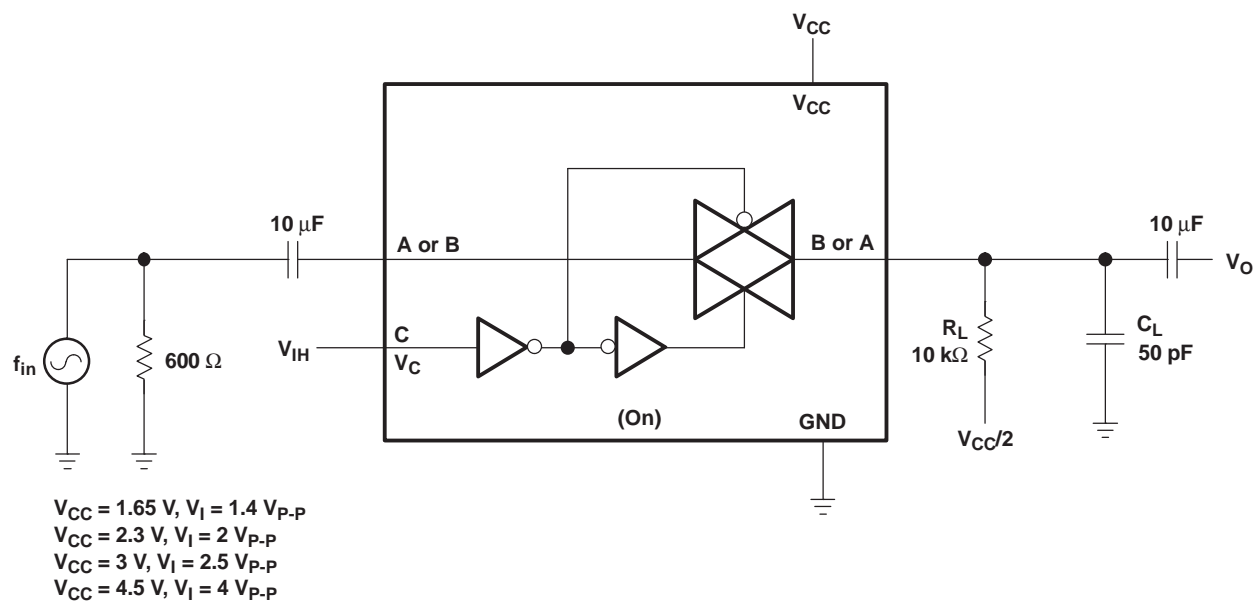 VCC
VCC
10 μF
A or B
B or A
10 μF
VO
fin
600 Ω
VIH
C
VC
RL
10 kΩ
CL
50 pF
(On)
GND
VCC/2
VCC = 1.65 V, VI = 1.4 VP-P
VCC = 2.3 V, VI = 2 VP-P
VCC = 3 V, VI = 2.5 VP-P
VCC = 4.5 V, VI = 4 VP-P